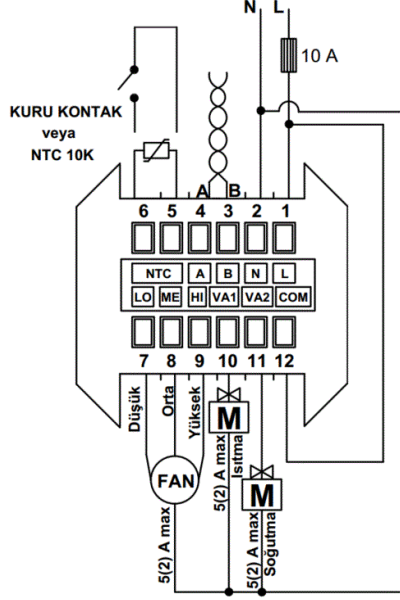 N L
10 A
KURU KONTAK
veya
NTC 10K
A B
6 5 4 3 2 1
NTC A B N L
LO ME HI VA1 VA2 COM
7 8 9 10 11 12
Düşük
Orta
Yüksek
FAN
5(2) A max
M
5(2) A max
Isıtma
M
5(2) A max
Soğutma